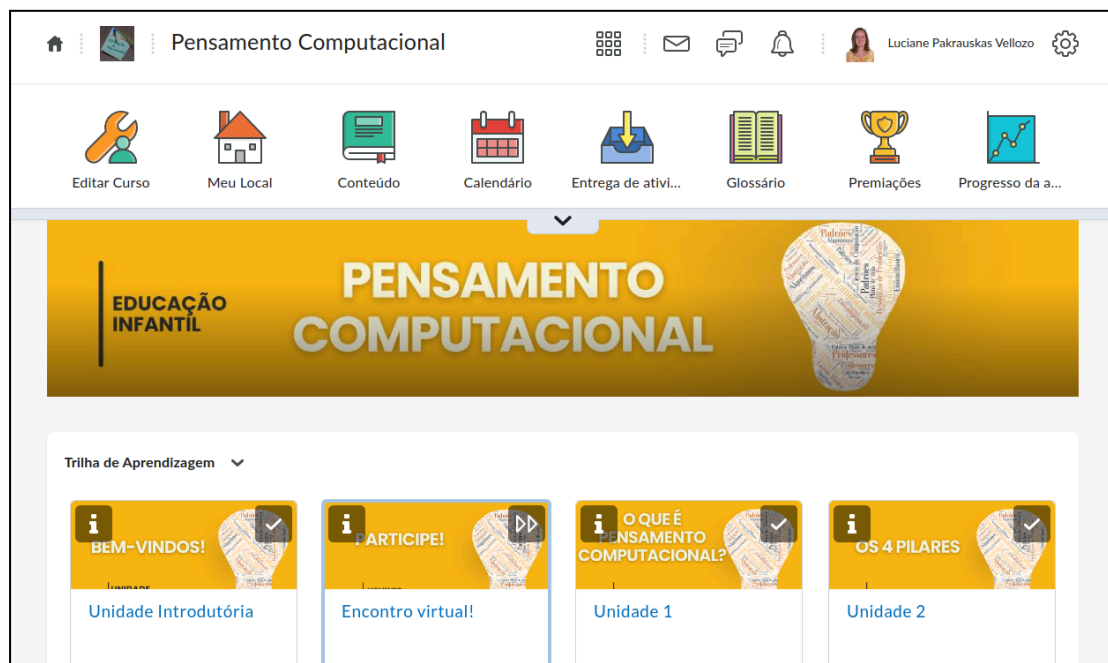 Pensamento Computacional
Luciane Pakrauskas Vellozo
Editar Curso
Meu Local
Conteúdo
Calendário
Entrega de ativi...
Glossário
Premiações
Progresso da a...
EDUCAÇÃO
INFANTIL
PENSAMENTO
COMPUTACIONAL
Trilha de Aprendizagem
BEM-VINDOS!
Unidade Introdutória
PARTICIPE!
Encontro virtual!
O QUE É
PENSAMENTO
COMPUTACIONAL?
Unidade 1
OS 4 PILARES
Unidade 2